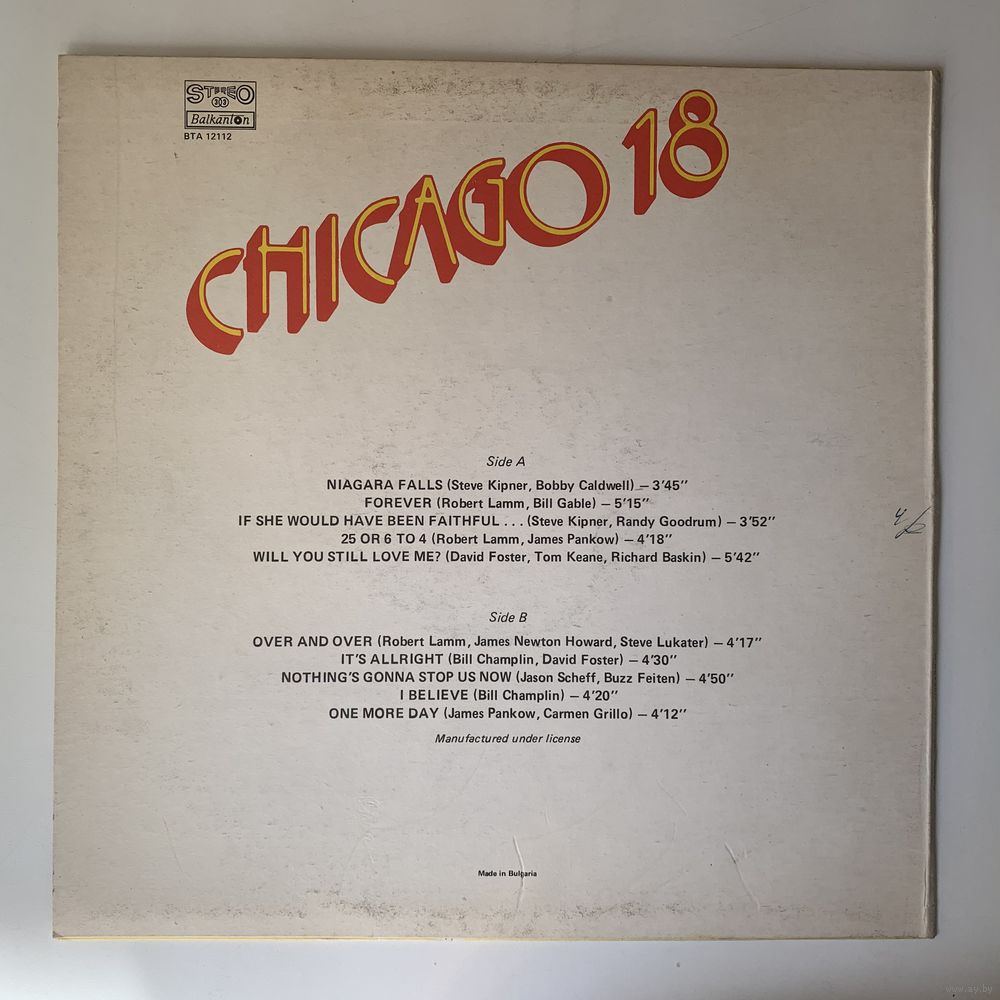 STEREO
33
Balkanton
BTA 12112
CHICAGO 18
Side A
NIAGARA FALLS (Steve Kipner, Bobby Caldwell) — 3’45’’
FOREVER (Robert Lamm, Bill Gable) — 5’15’’
IF SHE WOULD HAVE BEEN FAITHFUL . . . (Steve Kipner, Randy Goodrum) — 3’52’’
25 OR 6 TO 4 (Robert Lamm, James Pankow) — 4’18’’
WILL YOU STILL LOVE ME? (David Foster, Tom Keane, Richard Baskin) — 5’42’’
Side B
OVER AND OVER (Robert Lamm, James Newton Howard, Steve Lukater) — 4’17’’
IT’S ALLRIGHT (Bill Champlin, David Foster) — 4’30’’
NOTHING’S GONNA STOP US NOW (Jason Scheff, Buzz Feiten) — 4’50’’
I BELIEVE (Bill Champlin) — 4’20’’
ONE MORE DAY (James Pankow, Carmen Grillo) — 4’12’’
Manufactured under license
Made in Bulgaria
www.ay.by